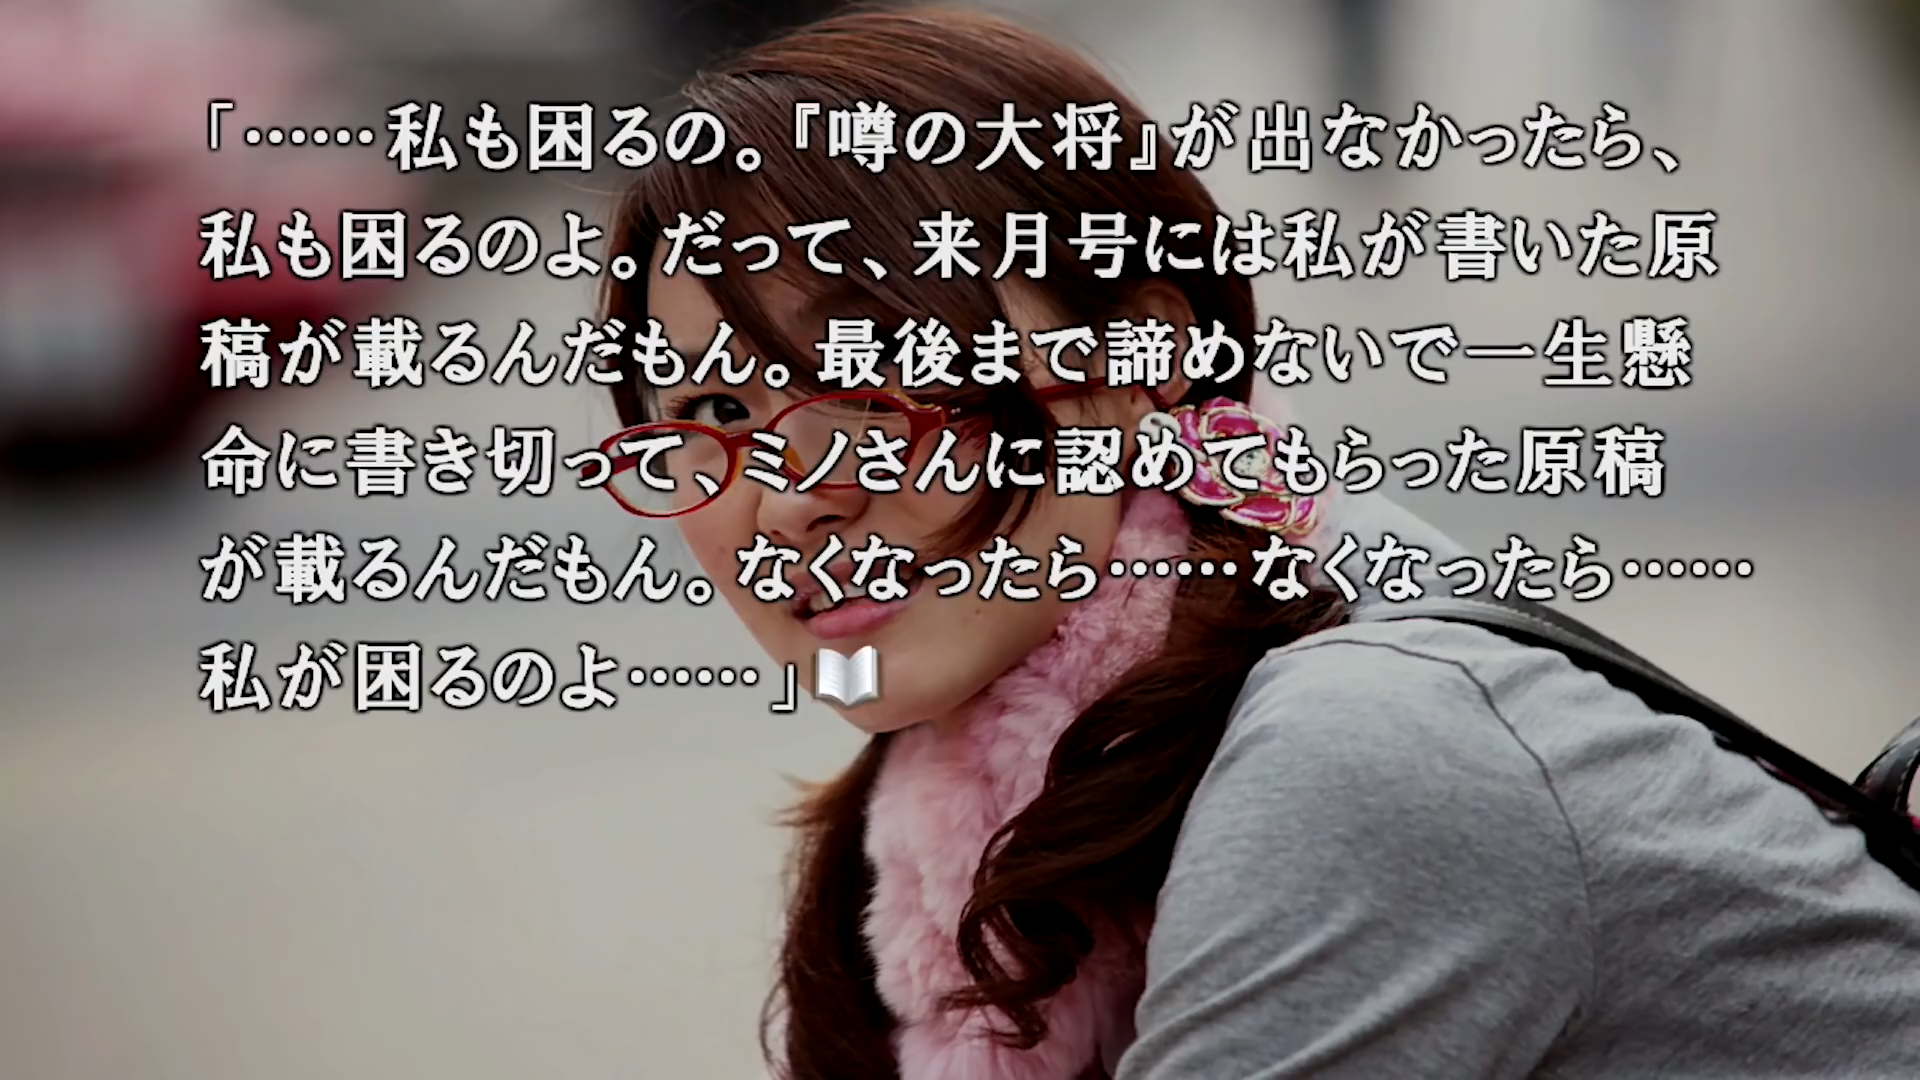 「……私も困るの。『噂の大将』が出なかったら、
私も困るのよ。だって、来月号には私が書いた原
稿が載るんだもん。最後まで諦めないで一生懸
命に書き切って、ミノさんに認めてもらった原稿
が載るんだもん。なくなったら……なくなったら……
私が困るのよ……」